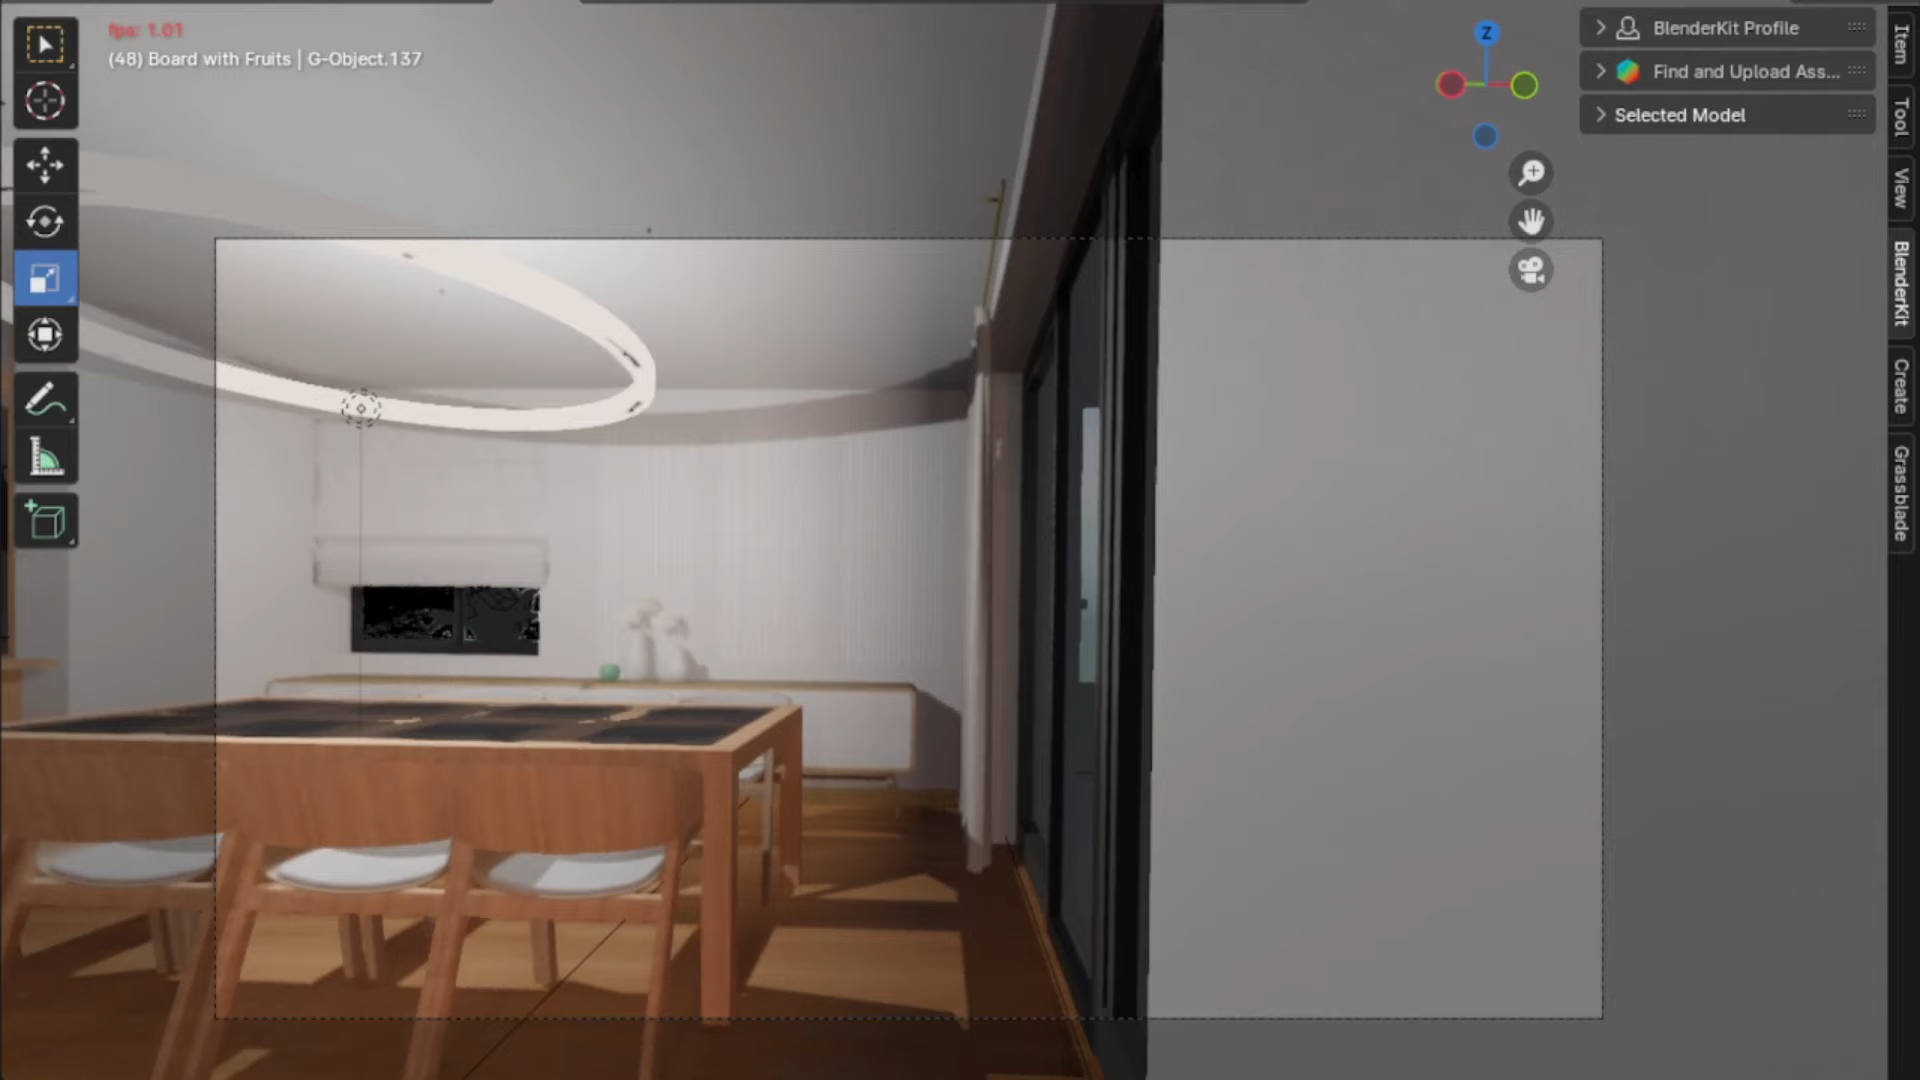 fps: 1.01
(48) Board with Fruits | G-Object.137
Z
BlenderKit Profile
Find and Upload Ass...
Selected Model
Item
Tool
View
BlenderKit
Create
Grassblade